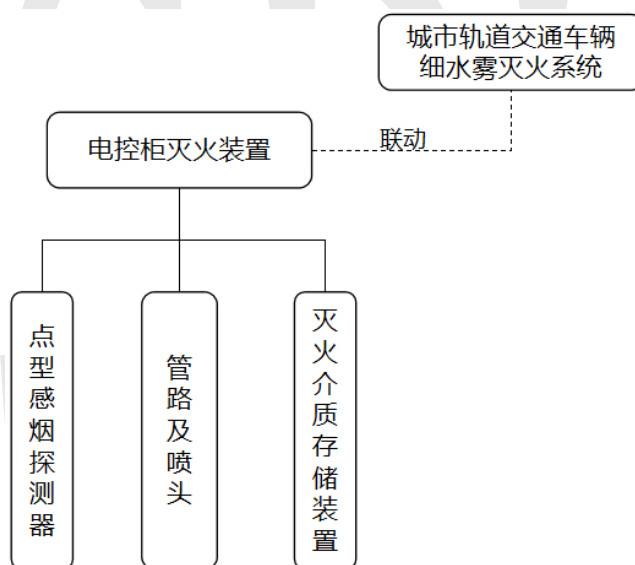 城市轨道交通车辆
细水雾灭火系统
电控柜灭火装置
联动
点型感烟探测器
管路及喷头
灭火介质存储装置